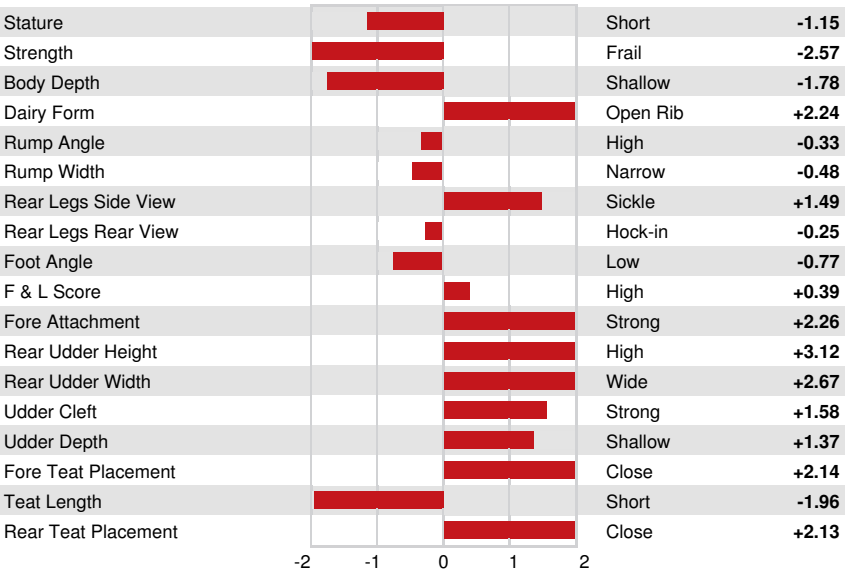 Stature Short -1.15
Strength Frail -2.57
Body Depth Shallow -1.78
Dairy Form Open Rib +2.24
Rump Angle High -0.33
Rump Width Narrow -0.48
Rear Legs Side View Sickle +1.49
Rear Legs Rear View Hock-in -0.25
Foot Angle Low -0.77
F & L Score High +0.39
Fore Attachment Strong +2.26
Rear Udder Height High +3.12
Rear Udder Width Wide +2.67
Udder Cleft Strong +1.58
Udder Depth Shallow +1.37
Fore Teat Placement Close +2.14
Teat Length Short -1.96
Rear Teat Placement Close +2.13
-2 -1 0 1 2